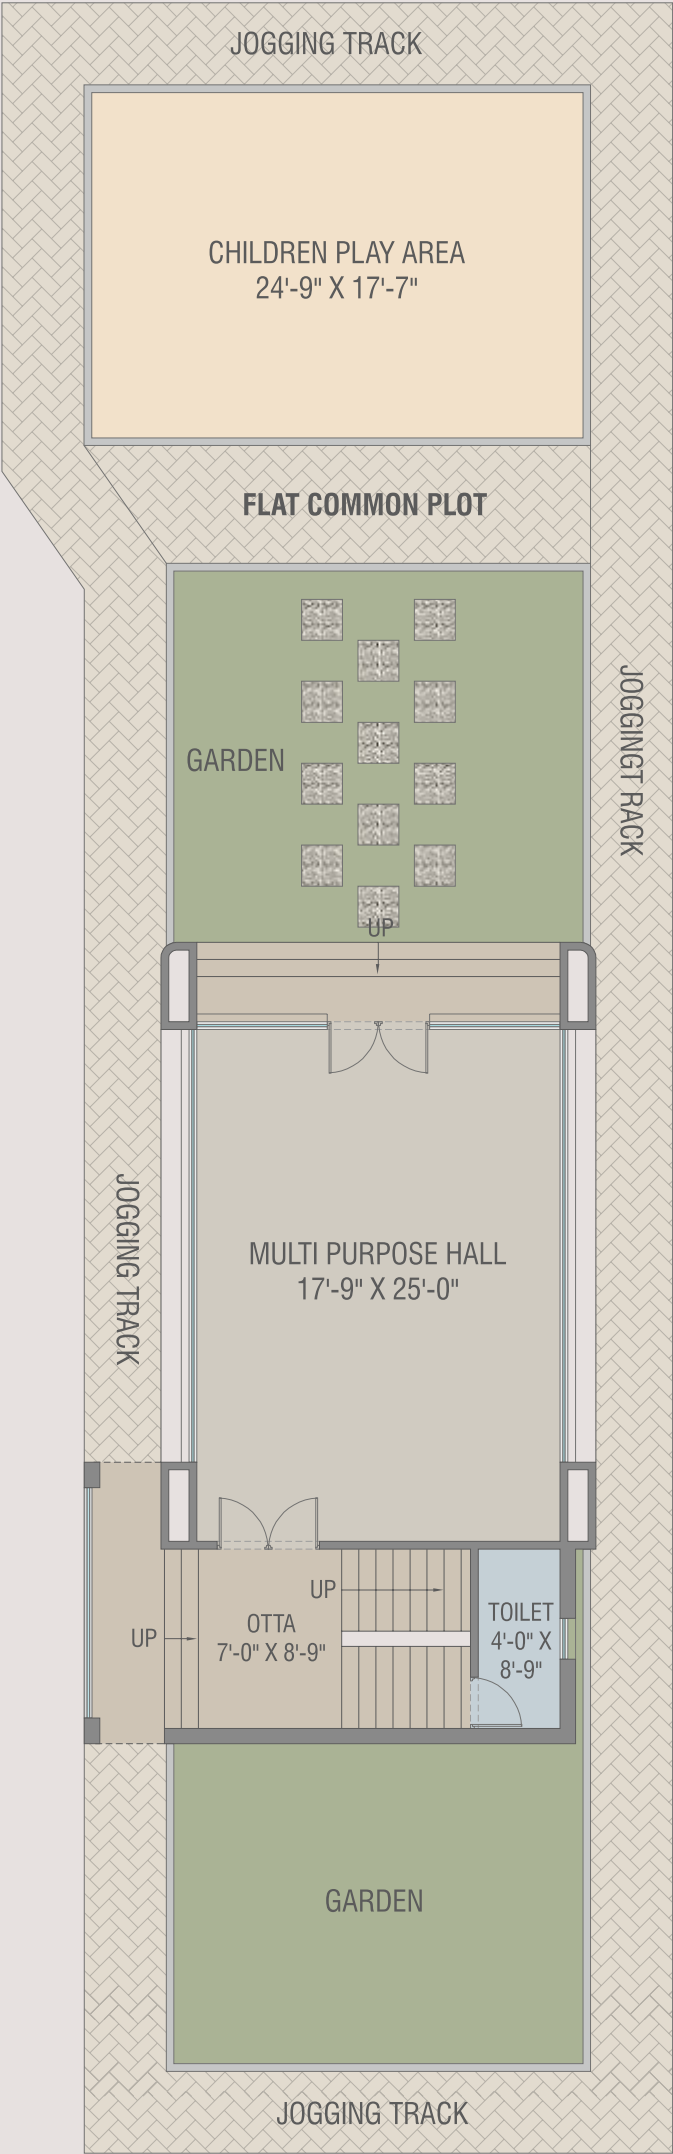 JOGGING TRACK
CHILDREN PLAY AREA
24'-9" X 17'-7"
FLAT COMMON PLOT
JOGGINGT RACK
GARDEN
UP
JOGGING TRACK
MULTI PURPOSE HALL
17'-9" X 25'-0"
UP
UP
OTTA
7'-0" X 8'-9"
TOILET
4'-0" X
8'-9"
GARDEN
JOGGING TRACK